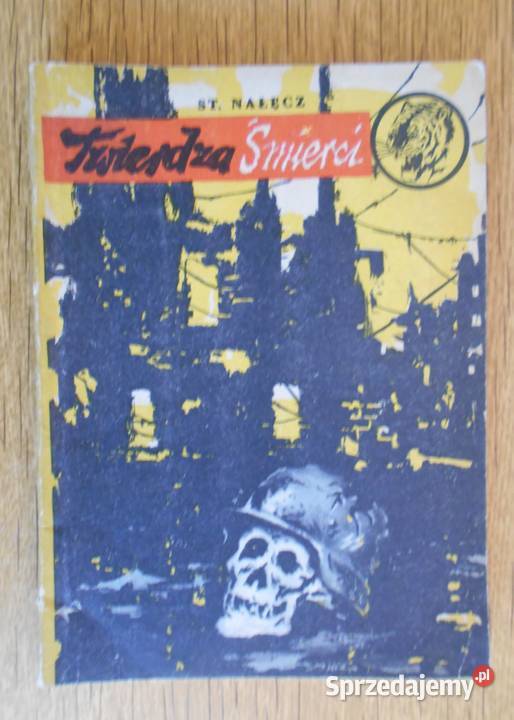 ST. NAŁĘCZ
Twierdza Śmierci
Sprzedajemy.pl